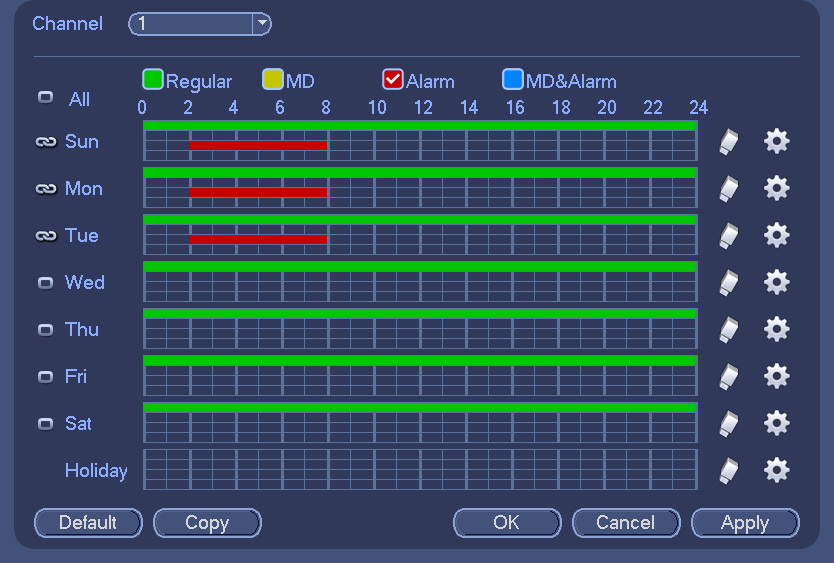 Channel 1
Regular MD Alarm MD&Alarm
All
0 2 4 6 8 10 12 14 16 18 20 22 24
Sun
Mon
Tue
Wed
Thu
Fri
Sat
Holiday
Default Copy OK Cancel Apply